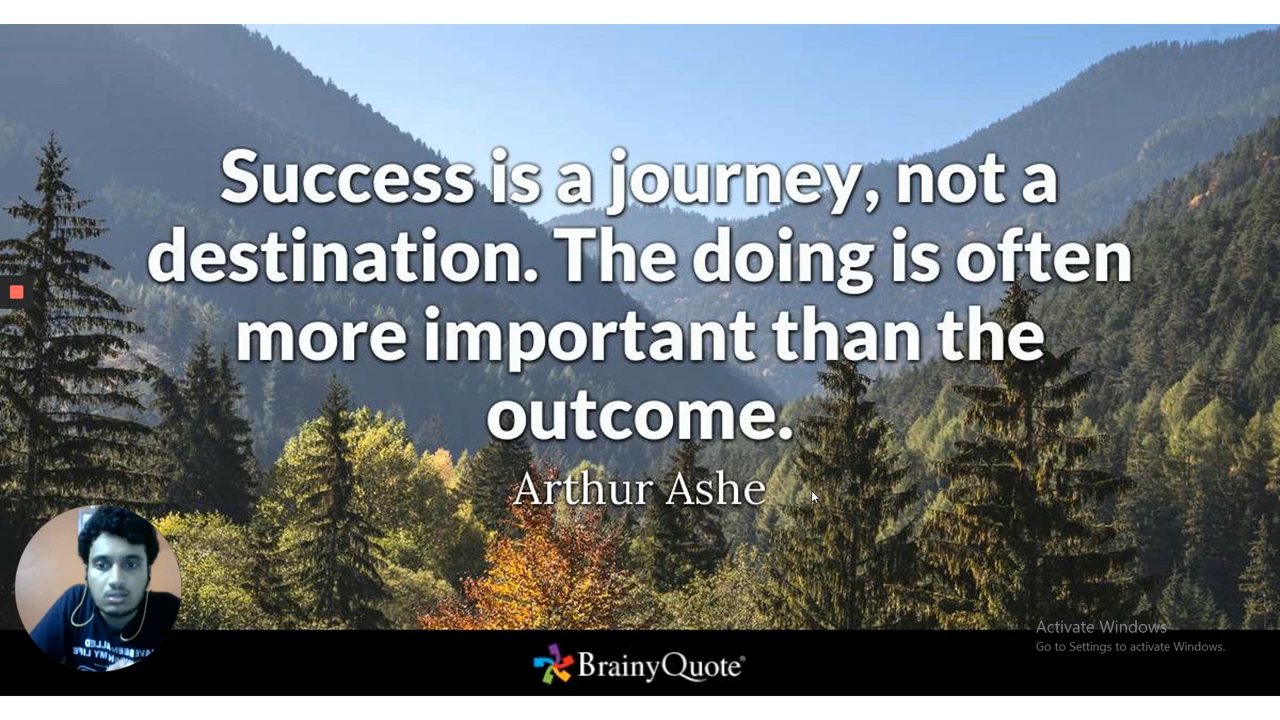 Success is a journey, not a
destination. The doing is often
more important than the
outcome.
Arthur Ashe
Activate Windows
Go to Settings to activate Windows.
BrainyQuote®